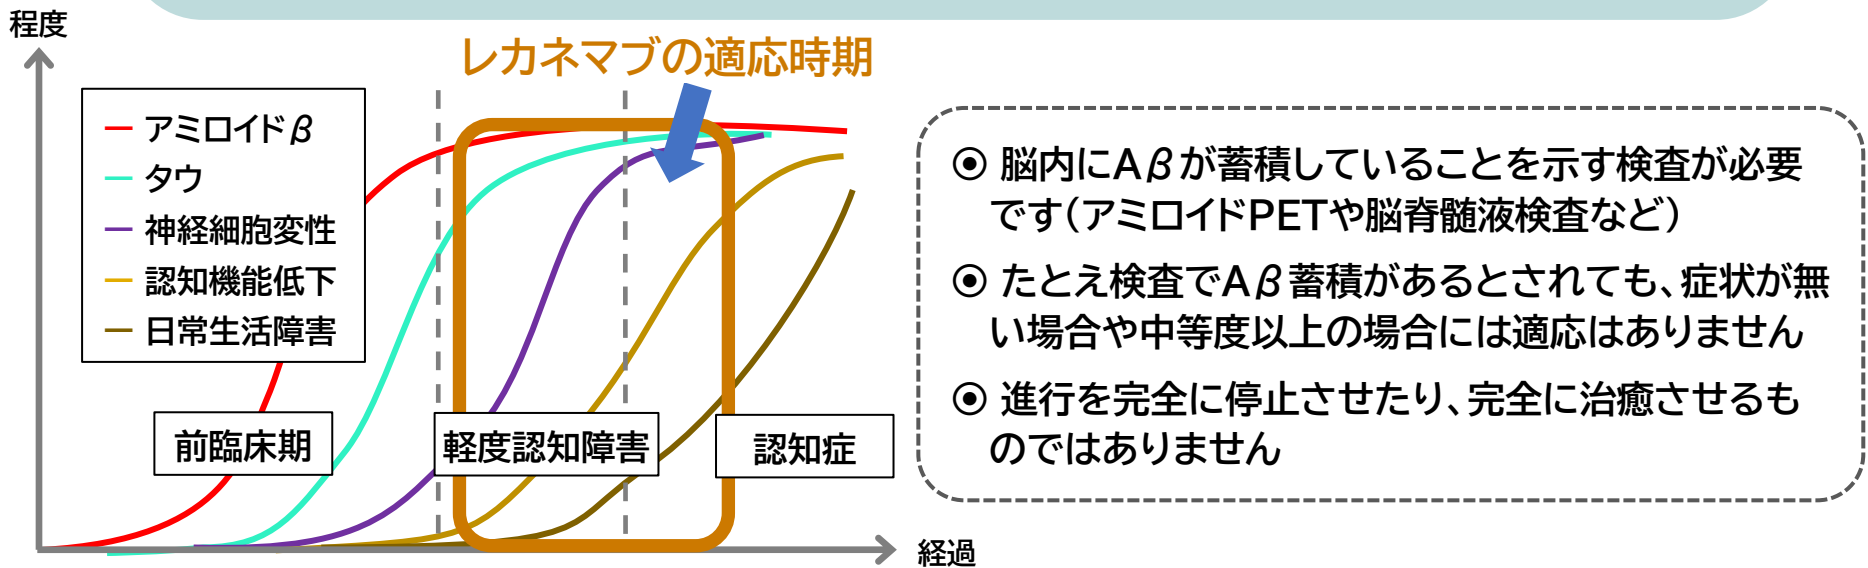 程度
レカネマブの適応時期
アミロイドβ
タウ
神経細胞変性
認知機能低下
日常生活障害
前臨床期
軽度認知障害
認知症
経過
◉ 脳内にAβが蓄積していることを示す検査が必要
です（アミロイドPETや脳脊髄液検査など）
◉ たとえ検査でAβ蓄積があるとされても、症状が無
い場合や中等度以上の場合には適応はありません
◉ 進行を完全に停止させたり、完全に治癒させるも
のではありません